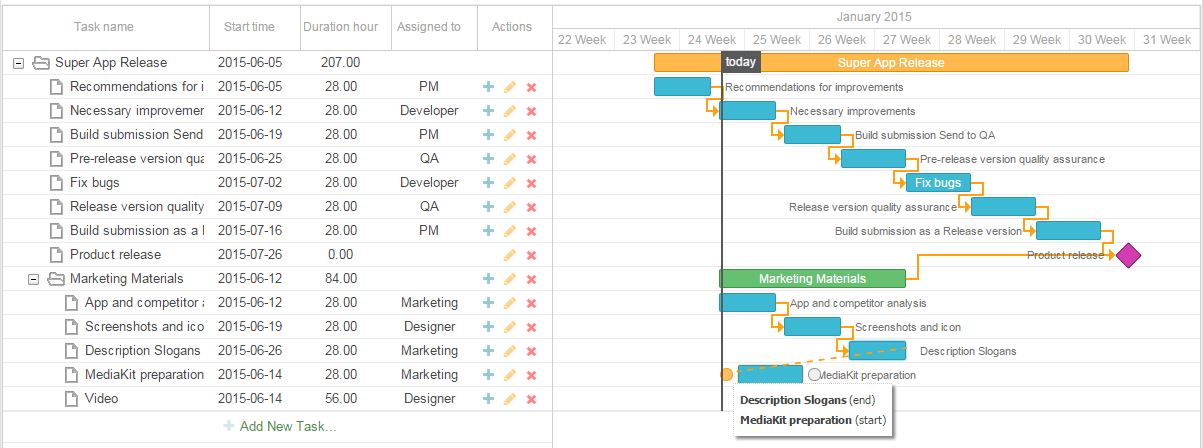 Task name Start time Duration hour Assigned to Actions January 2015
22 Week 23 Week 24 Week 25 Week 26 Week 27 Week 28 Week 29 Week 30 Week 31 Week
Super App Release 2015-06-05 207.00 today Super App Release
Recommendations for i 2015-06-05 28.00 PM Recommendations for improvements
Necessary improvemer 2015-06-12 28.00 Developer Necessary improvements
Build submission Send 2015-06-19 28.00 PM Build submission Send to QA
Pre-release version qua 2015-06-25 28.00 QA Pre-release version quality assurance
Fix bugs 2015-07-02 28.00 Developer Fix bugs
Release version quality 2015-07-09 28.00 QA Release version quality assurance
Build submission as a l 2015-07-16 28.00 PM Build submission as a Release version
Product release 2015-07-26 0.00 Product release
Marketing Materials 2015-06-12 84.00 Marketing Materials
App and competitor a 2015-06-12 28.00 Marketing App and competitor analysis
Screenshots and icon 2015-06-19 28.00 Designer Screenshots and icon
Description Slogans 2015-06-26 28.00 Marketing Description Slogans
MediaKit preparation 2015-06-14 28.00 Marketing MediaKit preparation
Video 2015-06-14 56.00 Designer
Description Slogans (end)
MediaKit preparation (start)
Add New Task...